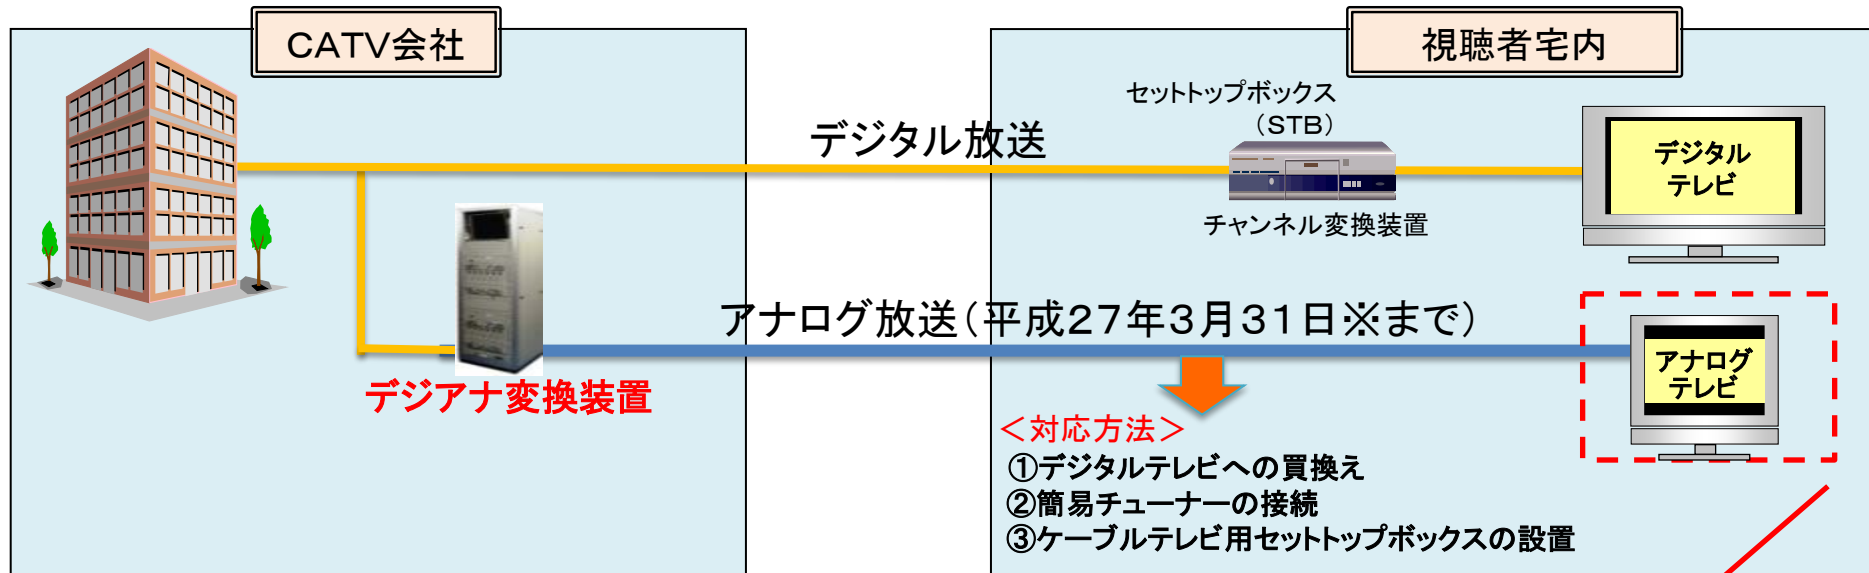 CATV会社
視聴者宅内
セットトップボックス
(STB)
デジタル放送
デジタル
テレビ
チャンネル変換装置
アナログ放送(平成27年3月31日※まで)
デジアナ変換装置
アナログ
テレビ
<対応方法>
①デジタルテレビへの買換え
②簡易チューナーの接続
③ケーブルテレビ用セットトップボックスの設置